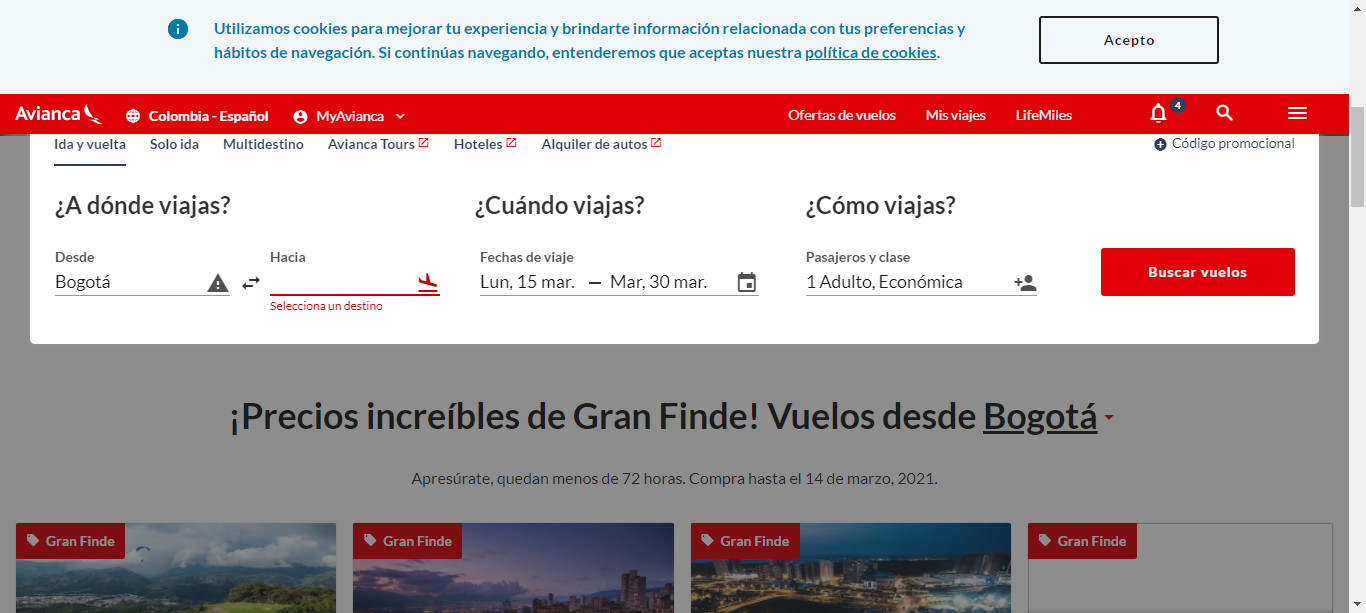 Utilizamos cookies para mejorar tu experiencia y brindarte información relacionada con tus preferencias y
hábitos de navegación. Si continúas navegando, entenderemos que aceptas nuestra política de cookies.
Acepto
Avianca
Colombia - Español
MyAvianca
Ofertas de vuelos
Mis viajes
LifeMiles
4
Ida y vuelta
Solo ida
Multidestino
Avianca Tours
Hoteles
Alquiler de autos
Código promocional
¿A dónde viajas?
¿Cuándo viajas?
¿Cómo viajas?
Desde
Hacia
Fechas de viaje
Pasajeros y clase
Bogotá
Lun, 15 mar. — Mar, 30 mar.
1 Adulto, Económica
Buscar vuelos
Selecciona un destino
¡Precios increíbles de Gran Finde! Vuelos desde Bogotá
Apresúrate, quedan menos de 72 horas. Compra hasta el 14 de marzo, 2021.
Gran Finde
Gran Finde
Gran Finde
Gran Finde